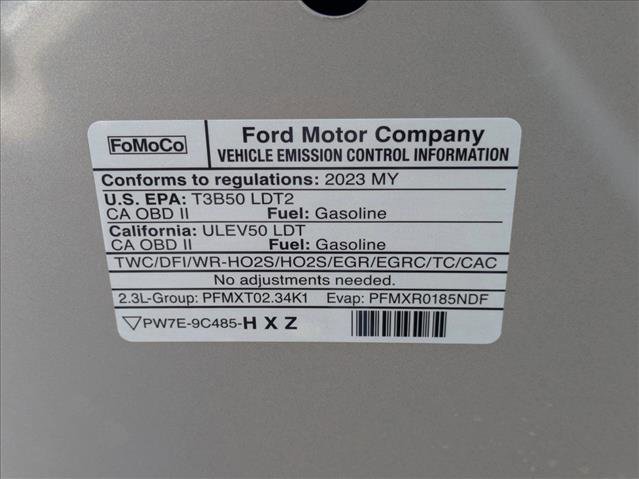 FoMoCo
Ford Motor Company
VEHICLE EMISSION CONTROL INFORMATION
Conforms to regulations: 2023 MY
U.S. EPA: T3B50 LDT2
CA OBD II Fuel: Gasoline
California: ULEV50 LDT
CA OBD II Fuel: Gasoline
TWC/DFI/WR-HO2S/HO2S/EGR/EGRC/TC/CAC
No adjustments needed.
2.3L-Group: PFMXT02.34K1 Evap: PFMXR0185NDF
▽PW7E-9C485-H X Z